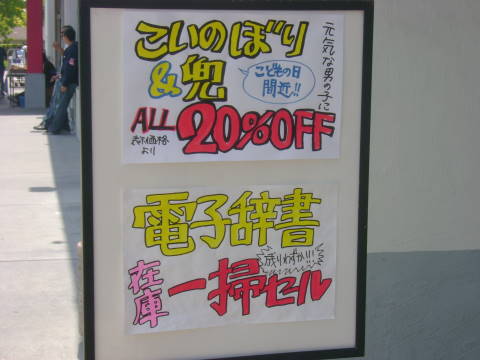 こいのぼり
&兜
こどもの日
間近!!
元気な男の子に
ALL 20%OFF
表示価格
より
電子辞書
残りわずか!!!
在庫
一掃セール